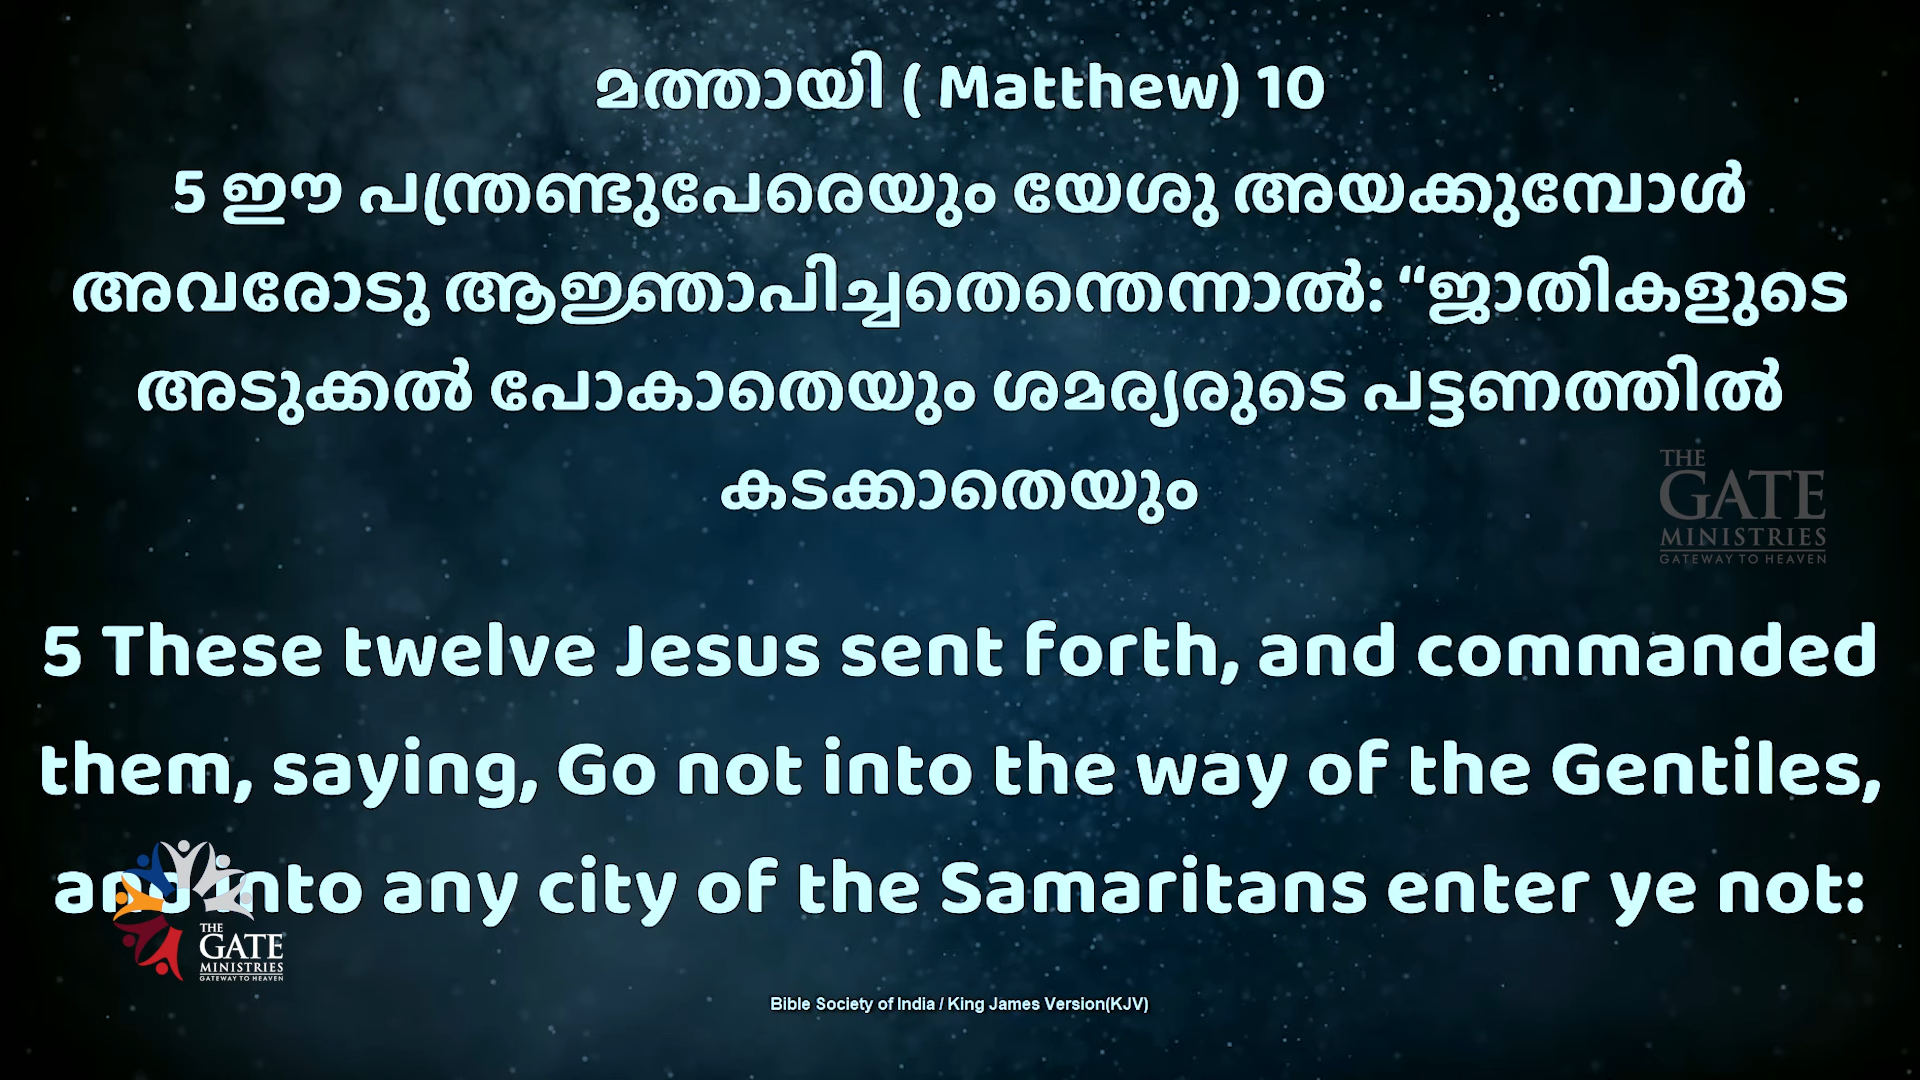 മത്തായി ( Matthew) 10
5 ഈ പന്ത്രണ്ടുപേരെയും യേശു അയക്കുമ്പോൾ
അവരോടു ആജ്ഞാപിച്ചതെന്തെന്നാൽ: “ജാതികളുടെ
അടുക്കൽ പോകാതെയും ശമര്യരുടെ പട്ടണത്തിൽ
കടക്കാതെയും
THE
GATE
MINISTRIES
GATEWAY TO HEAVEN
5 These twelve Jesus sent forth, and commanded
them, saying, Go not into the way of the Gentiles,
and into any city of the Samaritans enter ye not:
THE
GATE
MINISTRIES
GATEWAY TO HEAVEN
Bible Society of India / King James Version(KJV)